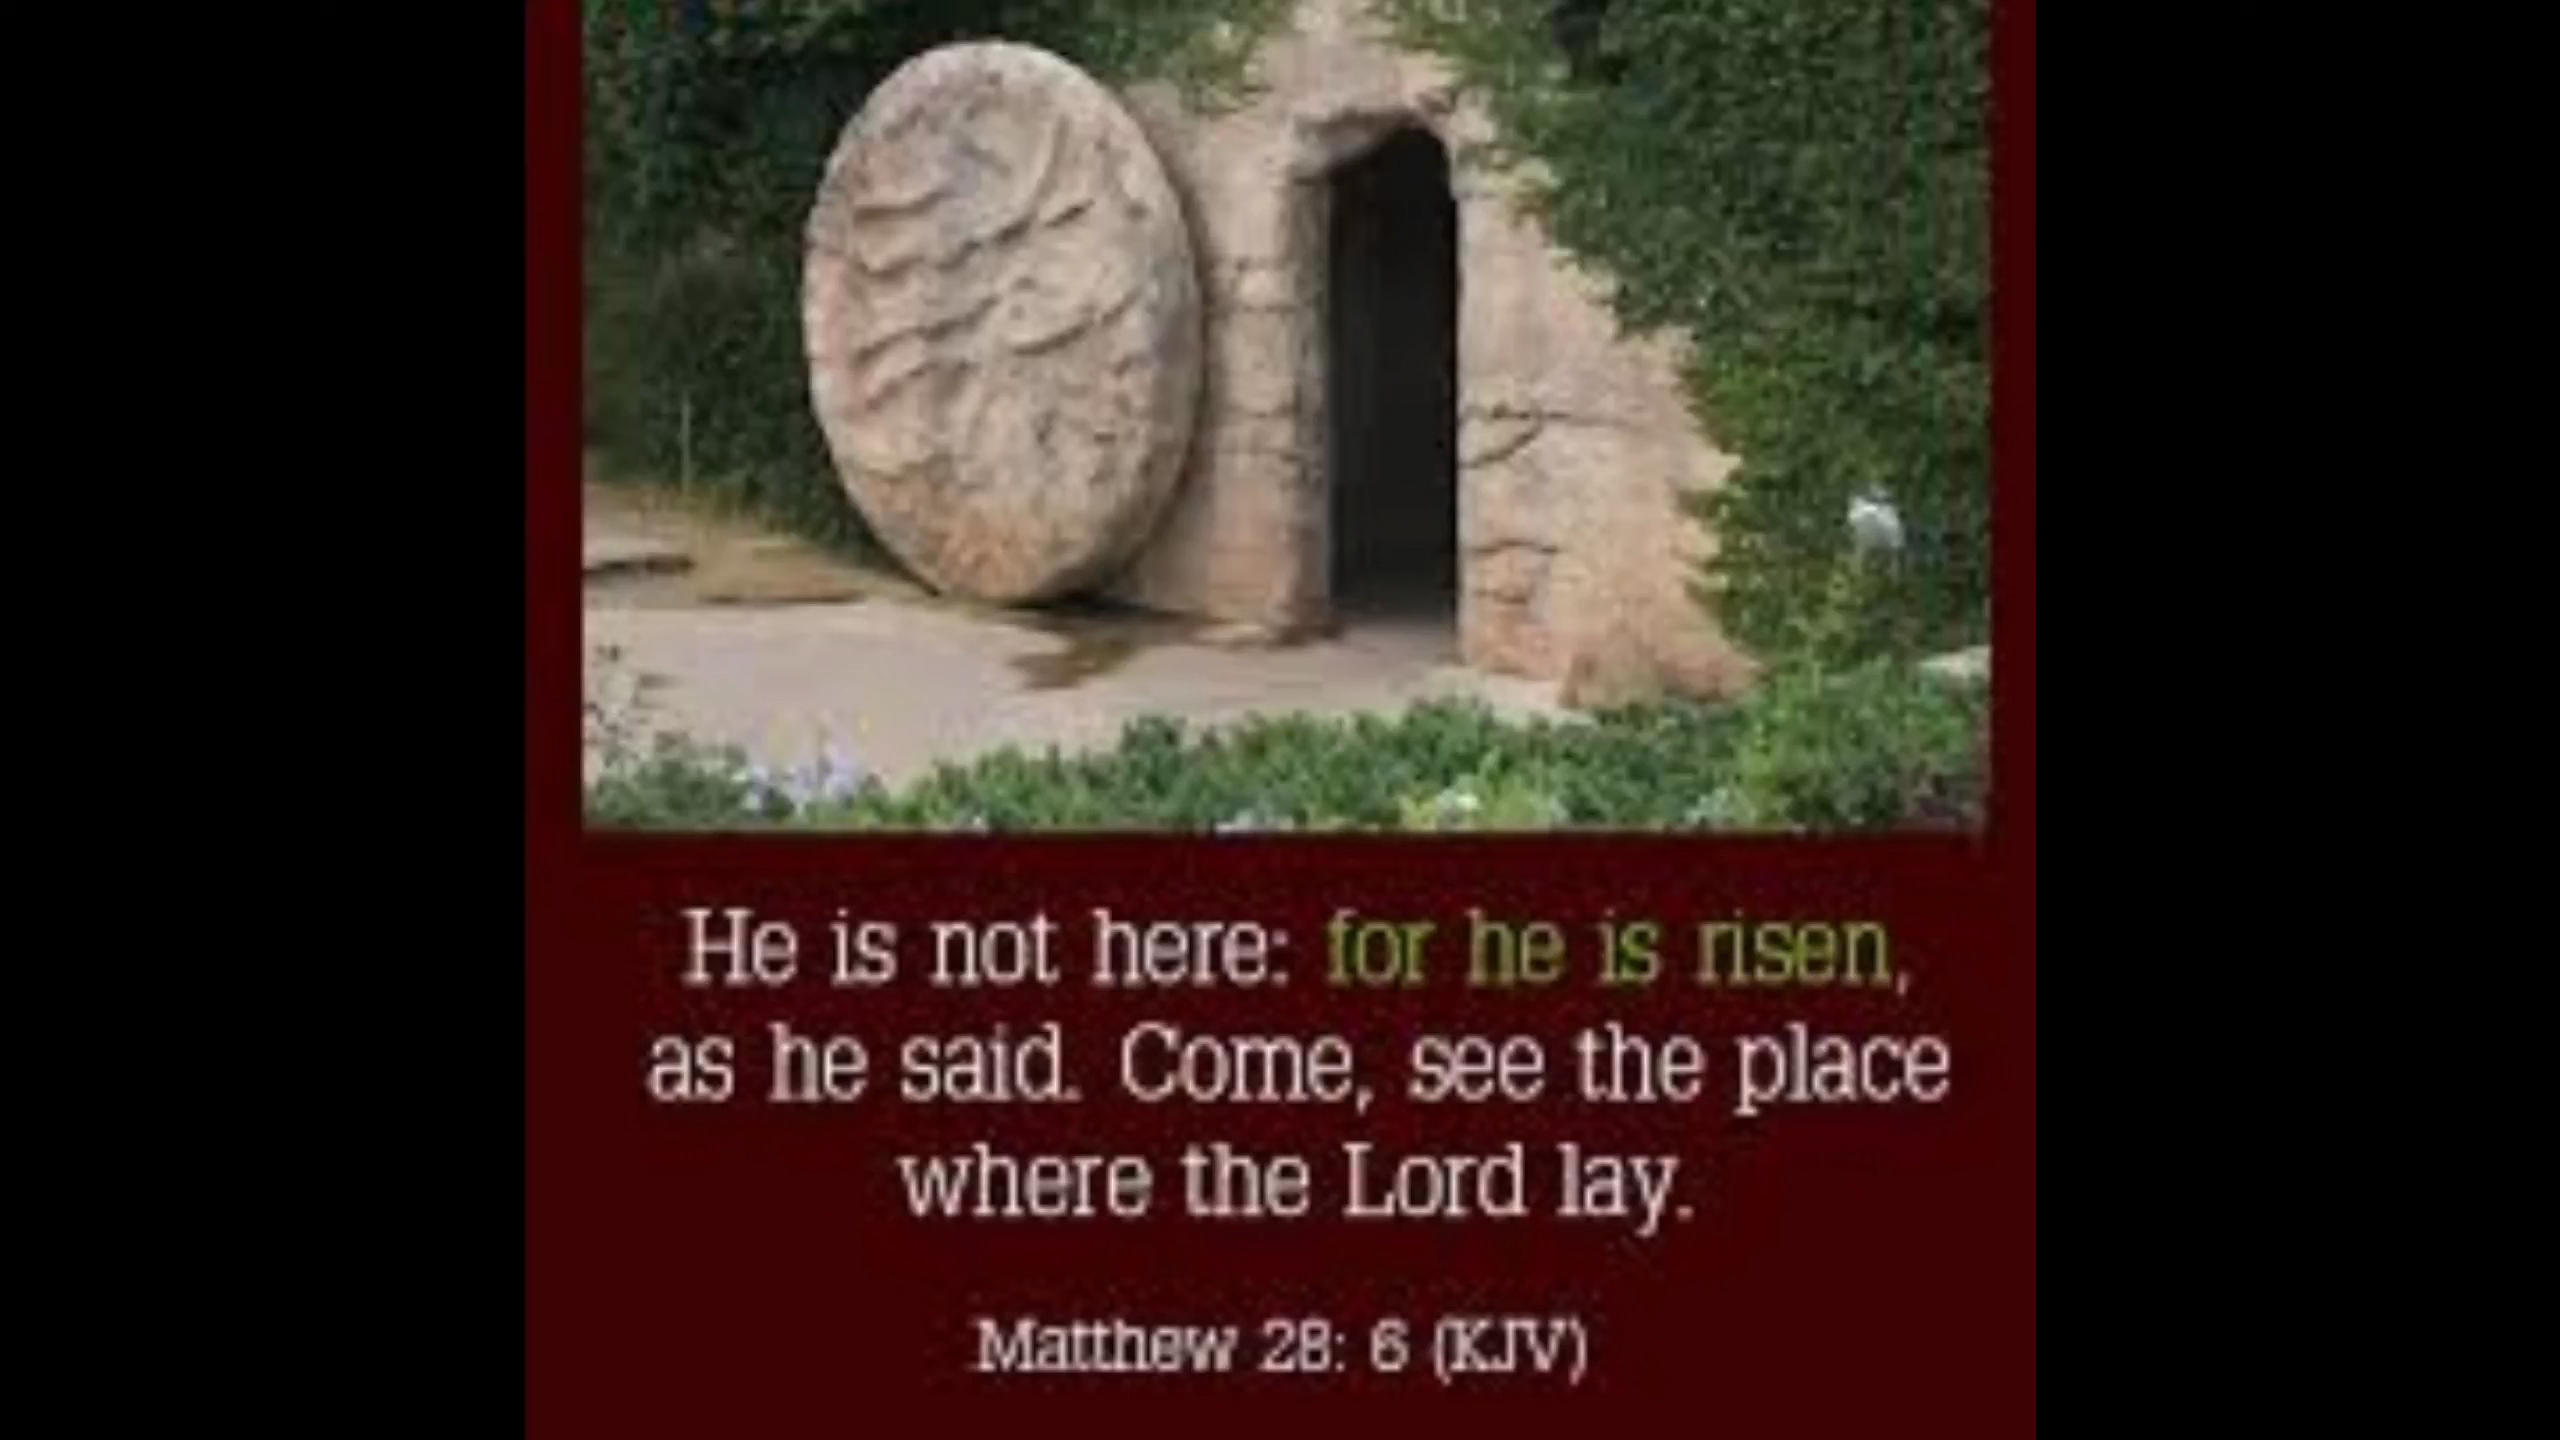 He is not here: for he is risen,
as he said. Come, see the place
where the Lord lay.
Matthew 28: 6 (KJV)